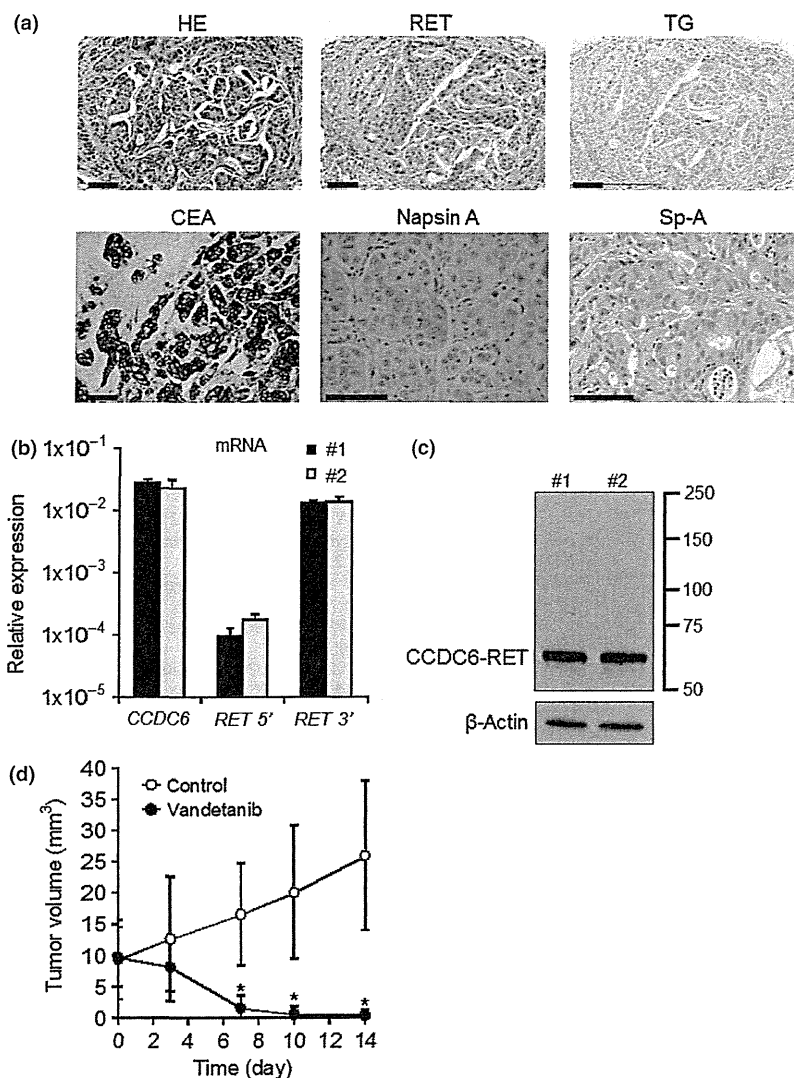 (a)
HE RET TG
CEA Napsin A Sp-A
(b)
mRNA
#1
#2
1x10⁻¹
1x10⁻²
1x10⁻³
1x10⁻⁴
1x10⁻⁵
Relative expression
CCDC6 RET 5' RET 3'
(c)
#1 #2
250
150
100
75
50
CCDC6-RET
β-Actin
(d)
Control
Vandetanib
40
35
30
25
20
15
10
5
0
Tumor volume (mm³)
* * *
0 2 4 6 8 10 12 14
Time (day)